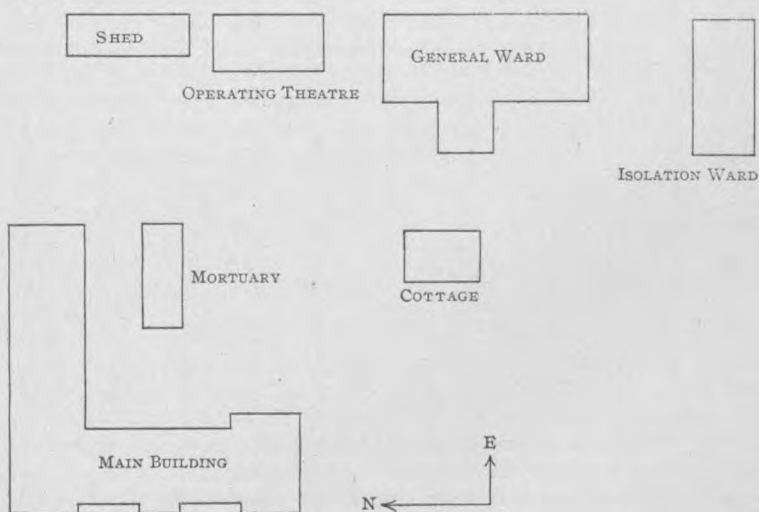 SHED
GENERAL WARD
OPERATING THEATRE
ISOLATION WARD
MORTUARY
COTTAGE
MAIN BUILDING
E
N